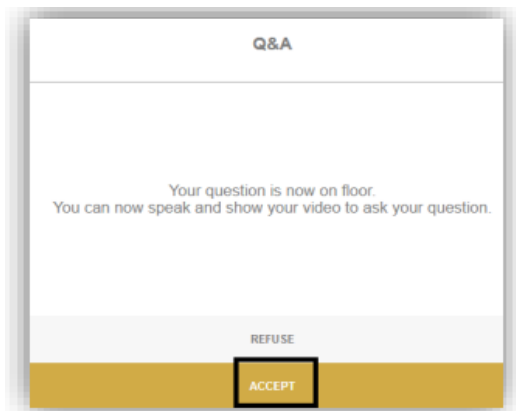 Q&A
Your question is now on floor.
You can now speak and show your video to ask your question.
REFUSE
ACCEPT